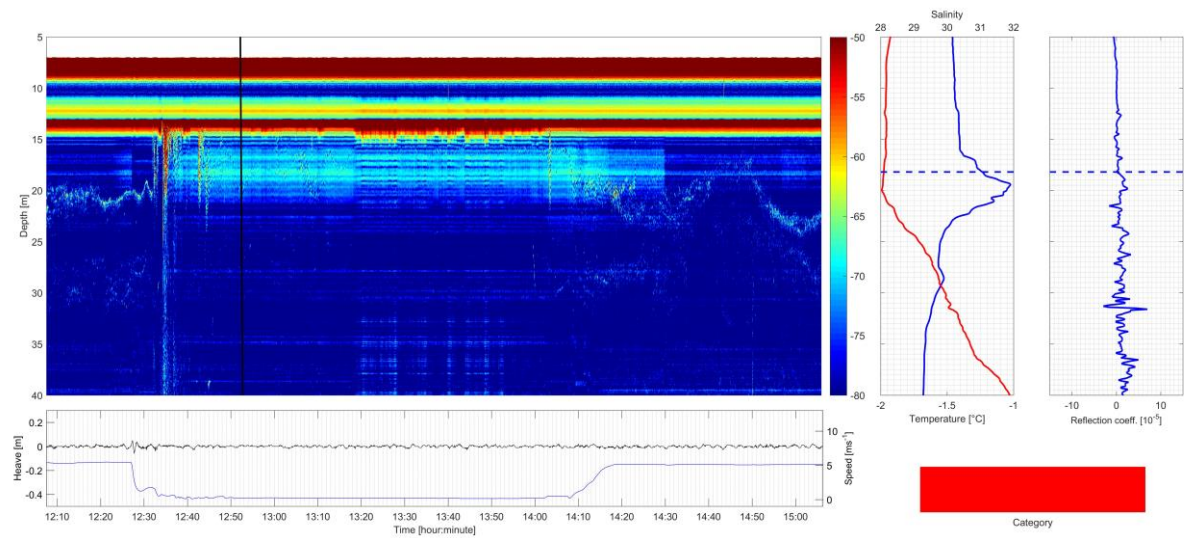 Salinity
28 29 30 31 32
5
10
15
20
25
30
35
40
Depth [m]
-50
-55
-60
-65
-70
-75
-80
-2 -1.5 -1
Temperature [°C]
-10 0 10
Reflection coeff. [10-5]
0.2
0
-0.2
-0.4
Heave [m]
10
5
0
Speed [ms-1]
12:10 12:20 12:30 12:40 12:50 13:00 13:10 13:20 13:30 13:40 13:50 14:00 14:10 14:20 14:30 14:40 14:50 15:00
Time [hour:minute]
Category